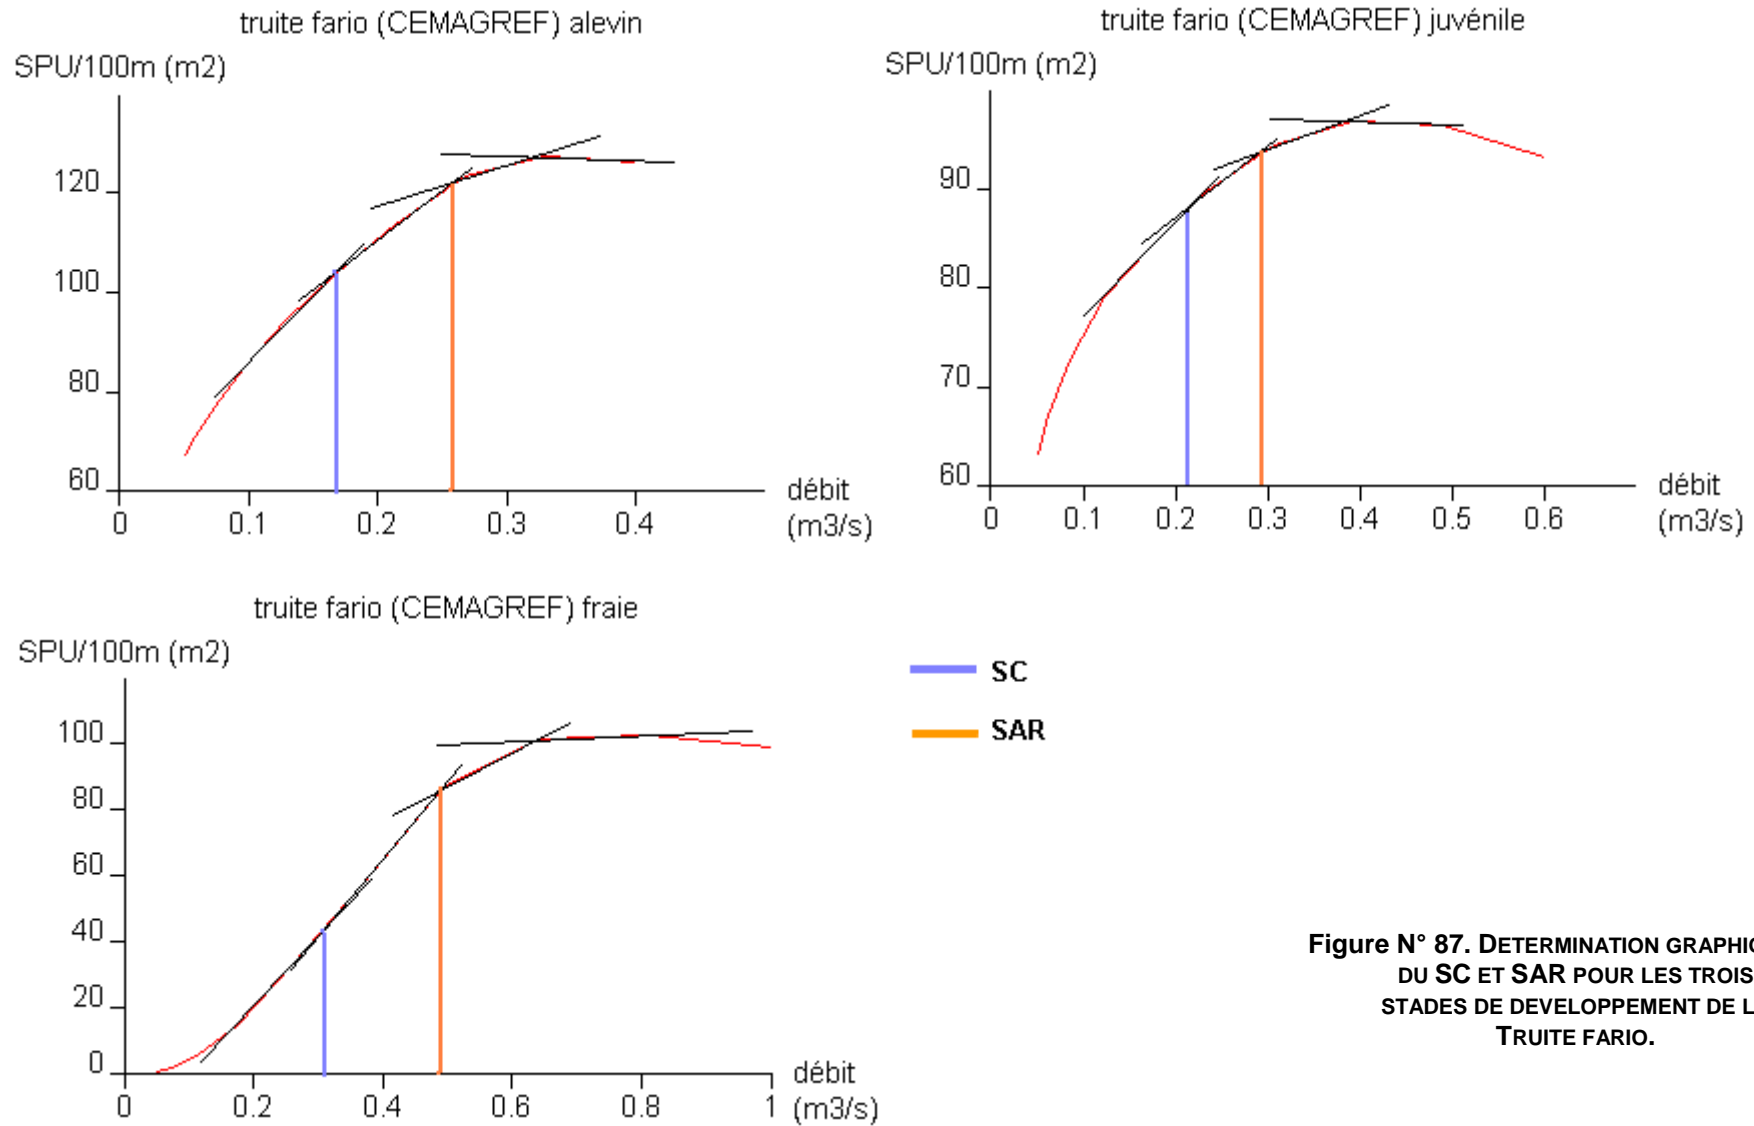 truite fario (CEMAGREF) alevin
SPU/100m (m2)
120
100
80
60
0 0.1 0.2 0.3 0.4
débit
(m3/s)
truite fario (CEMAGREF) juvénile
SPU/100m (m2)
90
80
70
60
0 0.1 0.2 0.3 0.4 0.5 0.6
débit
(m3/s)
truite fario (CEMAGREF) fraie
SPU/100m (m2)
100
80
60
40
20
0
0 0.2 0.4 0.6 0.8 1
débit
(m3/s)
SC
SAR
Figure N° 87. DETERMINATION GRAPHIC
DU SC ET SAR POUR LES TROIS
STADES DE DEVELOPPEMENT DE L
TRUITE FARIO.